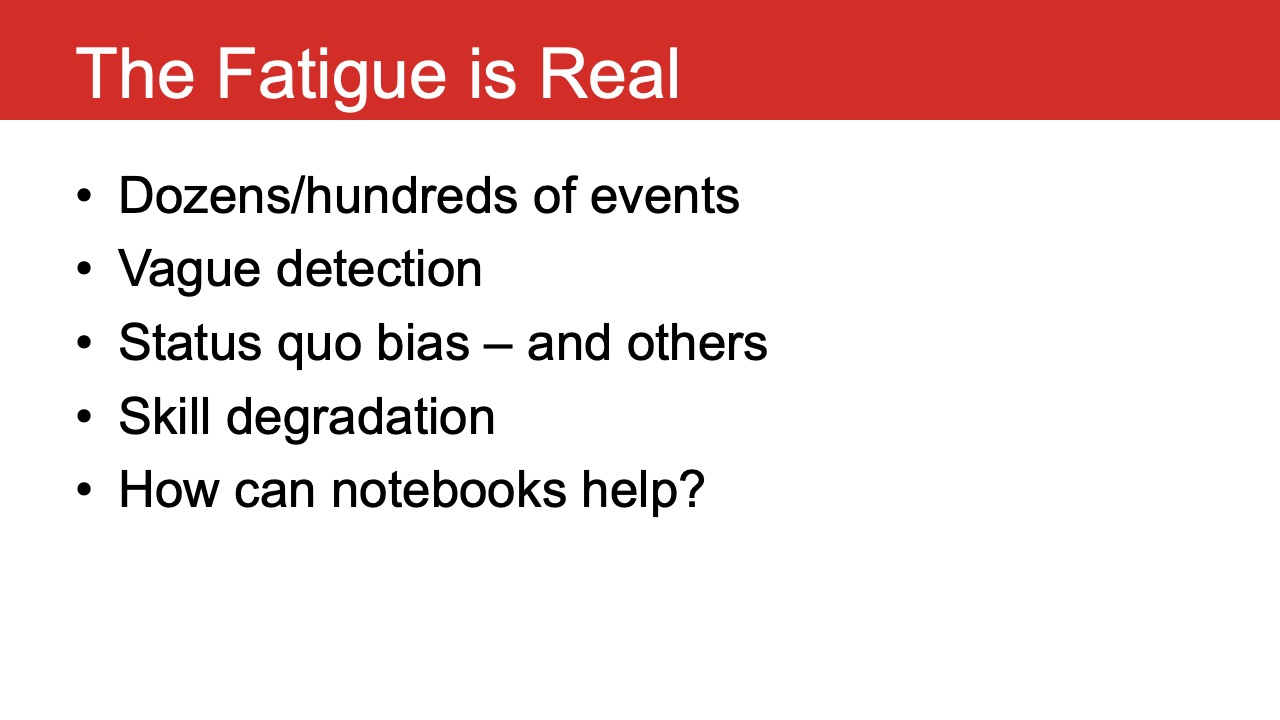 The Fatigue is Real
• Dozens/hundreds of events
• Vague detection
• Status quo bias – and others
• Skill degradation
• How can notebooks help?